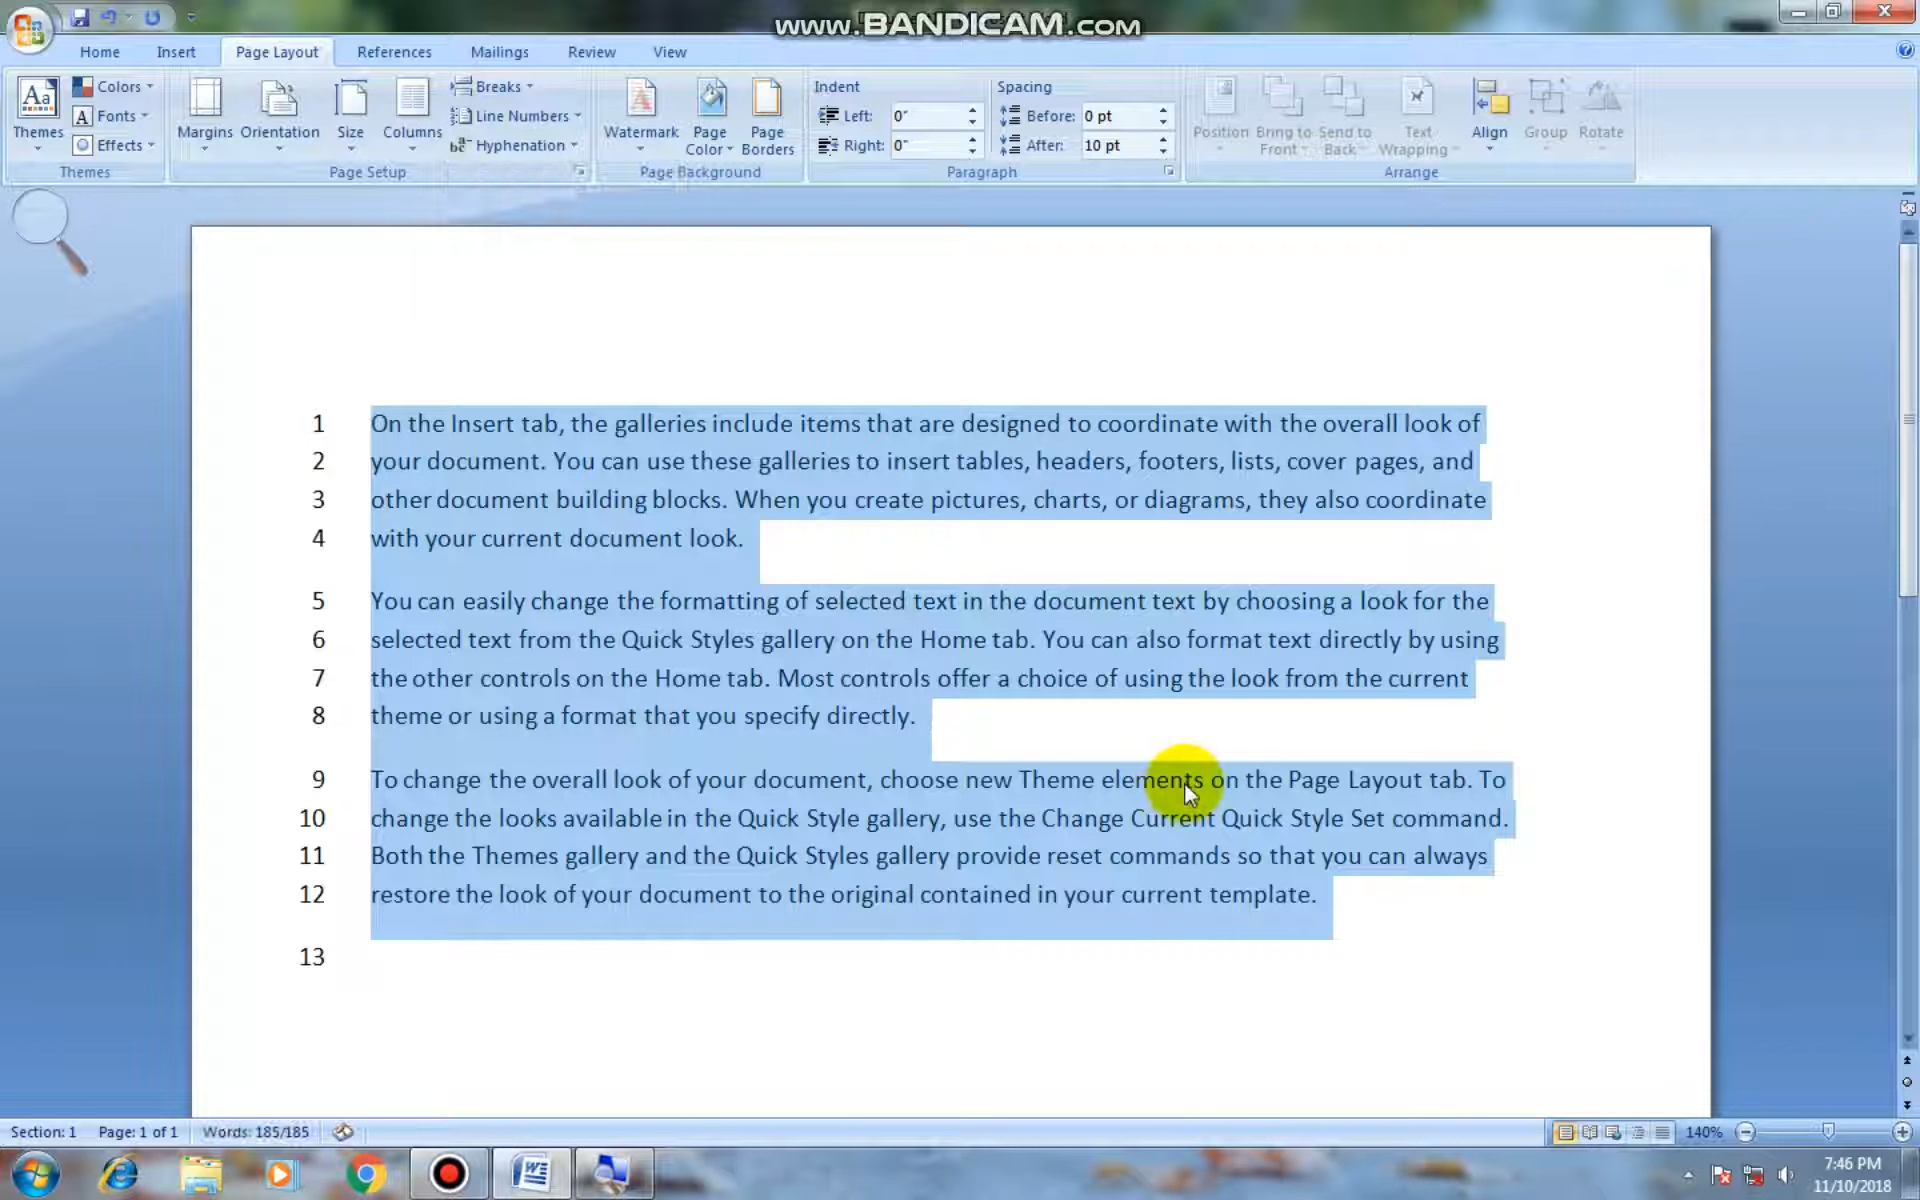 www.BANDICAM.com
Home Insert Page Layout References Mailings Review View
Themes
Colors
Fonts
Effects
Themes
Margins
Orientation
Size
Columns
Breaks
Line Numbers
Hyphenation
Page Setup
Watermark
Page Color
Page Borders
Page Background
Indent
Left: 0"
Right: 0"
Spacing
Before: 0 pt
After: 10 pt
Paragraph
Position
Bring to Front
Send to Back
Text Wrapping
Align
Group
Rotate
Arrange
1 On the Insert tab, the galleries include items that are designed to coordinate with the overall look of
2 your document. You can use these galleries to insert tables, headers, footers, lists, cover pages, and
3 other document building blocks. When you create pictures, charts, or diagrams, they also coordinate
4 with your current document look.
5 You can easily change the formatting of selected text in the document text by choosing a look for the
6 selected text from the Quick Styles gallery on the Home tab. You can also format text directly by using
7 the other controls on the Home tab. Most controls offer a choice of using the look from the current
8 theme or using a format that you specify directly.
9 To change the overall look of your document, choose new Theme elements on the Page Layout tab. To
10 change the looks available in the Quick Style gallery, use the Change Current Quick Style Set command.
11 Both the Themes gallery and the Quick Styles gallery provide reset commands so that you can always
12 restore the look of your document to the original contained in your current template.
13
Section: 1 Page: 1 of 1 Words: 185/185 140%
7:46 PM
11/10/2018